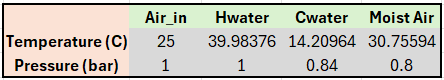 Air_in Hwater Cwater Moist Air
Temperature (C) 25 39.98376 14.20964 30.75594
Pressure (bar) 1 1 0.84 0.8